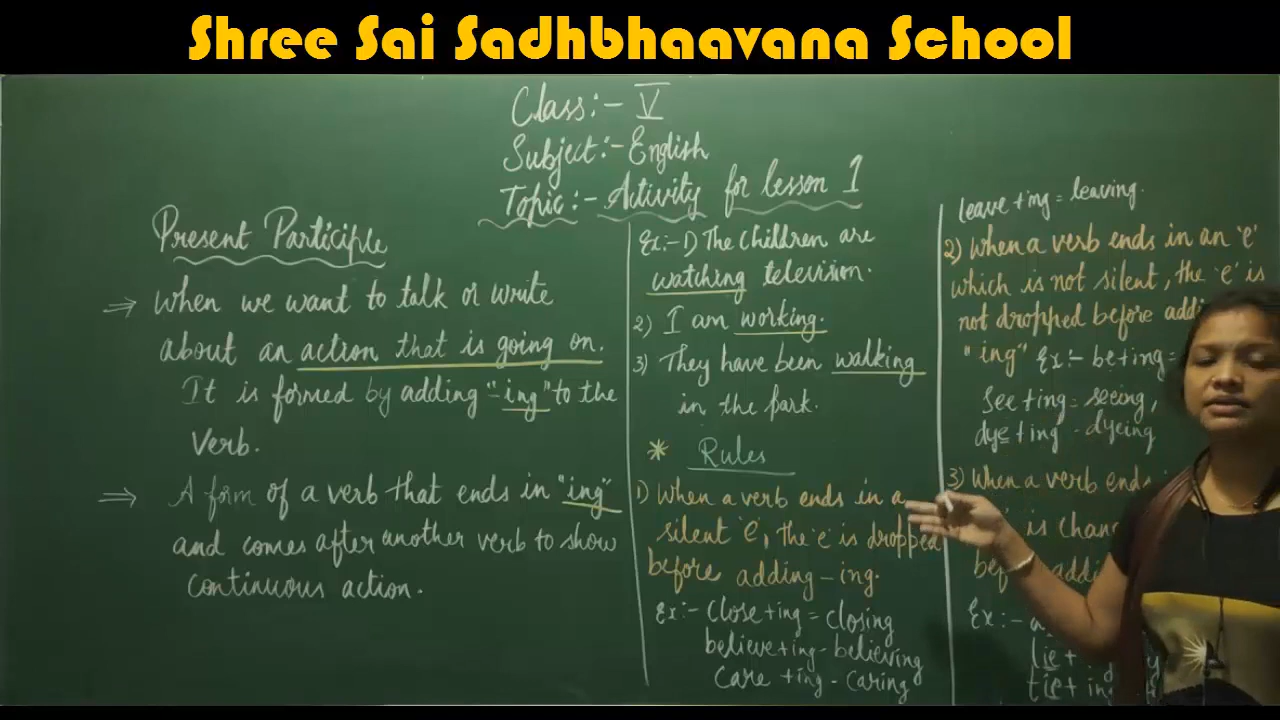 Shree Sai Sadhbhaavana School
Class:- V
Subject:- English
Topic:- Activity for lesson 1
Present Participle
⇒ When we want to talk or write
about an action that is going on.
It is formed by adding "-ing" to the
verb.
⇒ A form of a verb that ends in "ing"
and comes after another verb to show
continuous action.
Ex:- 1) The children are
watching television.
2) I am working.
3) They have been walking
in the park.
* Rules
1) When a verb ends in a
silent 'e', the 'e' is dropped
before adding -ing.
Ex:- Close + ing = closing
believe + ing - believing
care + ing - caring
leave + ing = leaving.
2) When a verb ends in an 'e'
which is not silent, the 'e' is
not dropped before
"ing" Ex:- be + ing =
See + ing = seeing,
dye + ing - dyeing
3) When a verb ends
is
before
Ex:-
lie +
tie + in